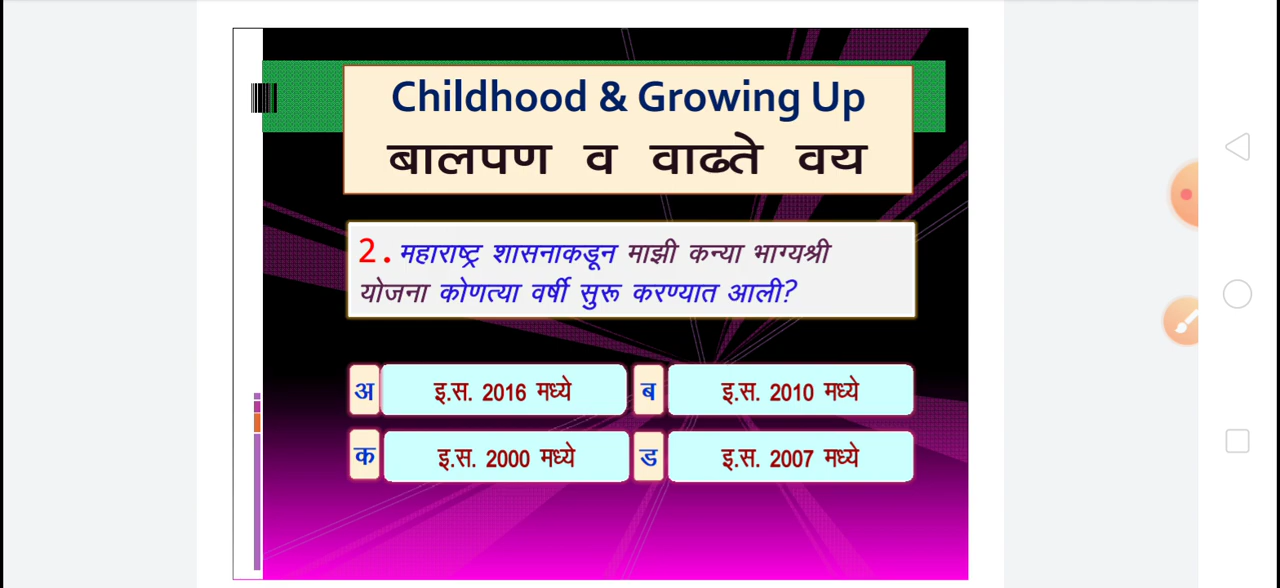 Childhood & Growing Up
बालपण व वाढते वय
2. महाराष्ट्र शासनाकडून माझी कन्या भाग्यश्री
योजना कोणत्या वर्षी सुरू करण्यात आली?
अ इ.स. 2016 मध्ये ब इ.स. 2010 मध्ये
क इ.स. 2000 मध्ये ड इ.स. 2007 मध्ये